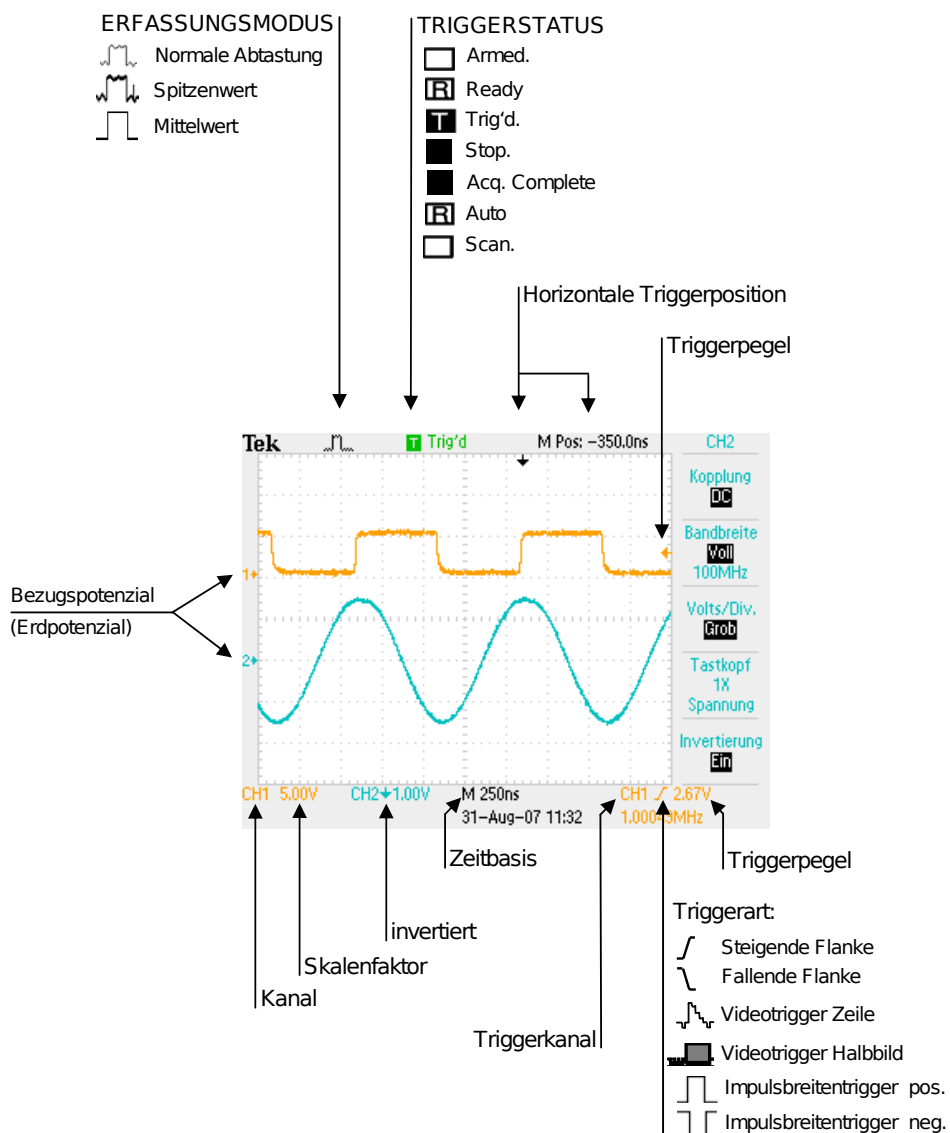 ERFASSUNGSMODUS
Normale Abtastung
Spitzenwert
Mittelwert
TRIGGERSTATUS
Armed.
R Ready
T Trig‘d.
Stop.
Acq. Complete
R Auto
Scan.
Horizontale Triggerposition
Triggerpegel
Tek
T Trig'd
M Pos: -350.0ns
CH2
Kopplung
DC
Bandbreite
Voll
100MHz
Volts/Div.
Grob
Tastkopf
1X
Spannung
Invertierung
Ein
1
2
Bezugspotenzial
(Erdpotenzial)
CH1 5.00V
CH2 1.00V
M 250ns
CH1 2.67V
31-Aug-07 11:32
Zeitbasis
Triggerpegel
invertiert
Skalenfaktor
Kanal
Triggerkanal
Triggerart:
Steigende Flanke
Fallende Flanke
Videotrigger Zeile
Videotrigger Halbbild
Impulsbreitentrigger pos.
Impulsbreitentrigger neg.